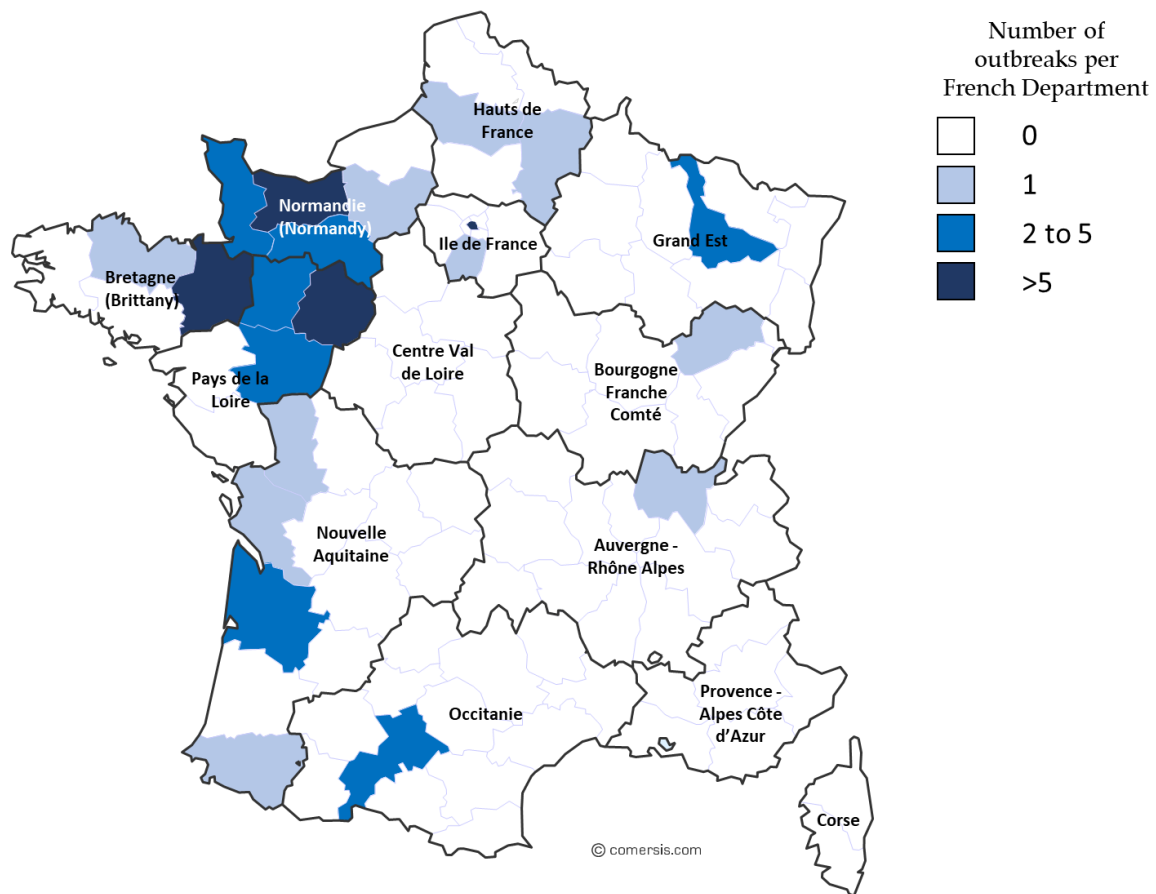 Number of
outbreaks per
French Department
0
1
2 to 5
>5
Hauts de
France
Normandie
(Normandy)
Ile de France
Grand Est
Bretagne
(Brittany)
Pays de la
Loire
Centre Val
de Loire
Bourgogne
Franche
Comté
Nouvelle
Aquitaine
Auvergne -
Rhône Alpes
Occitanie
Provence -
Alpes Côte
d’Azur
Corse
© comersis.com